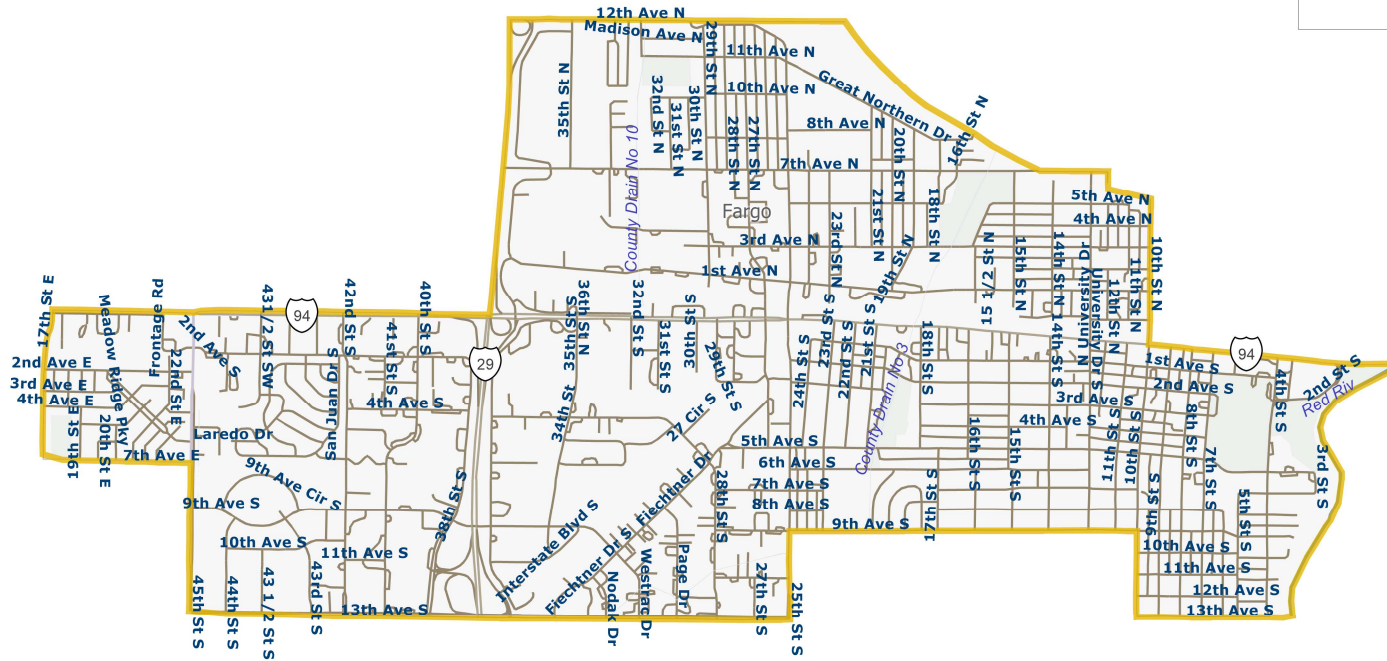 12th Ave N
Madison Ave N
29th St N
11th Ave N
35th St N
32nd St N
31st St N
30th St N
10th Ave N
28th St N
27th St N
Great Northern Dr
8th Ave N
20th St N
16th St N
County Drain No 10
7th Ave N
Fargo
23rd St N
21st St N
18th St N
5th Ave N
4th Ave N
3rd Ave N
19th St N
15 1/2 St N
15th St N
14th St N
University Dr N
12th St N
11th St N
10th St N
1st Ave N
17th St E
Meadow Ridge Pky
Frontage Rd
2nd Ave S
43 1/2 St SW
94
42nd St S
41st St S
40th St S
29
36th St S
35th St N
32nd St S
31st St S
30th St S
29th St S
24th St S
23rd St S
22nd St S
21st St S
18th St S
14th St S
University Dr S
94
1st Ave S
2nd Ave S
4th St S
2nd St S
Red Riv
2nd Ave E
3rd Ave E
4th Ave E
22nd St E
19th St E
20th St E
7th Ave E
Laredo Dr
San Juan Dr
4th Ave S
34th St
27 Cir S
County Drain No 3
3rd Ave S
4th Ave S
16th St S
15th St S
11th St S
10th St S
8th St S
7th St S
3rd St S
5th Ave S
6th Ave S
7th Ave S
8th Ave S
9th Ave S
9th Ave Cir S
9th Ave S
38th St S
Interstate Blvd S
Fiechtner Dr
Fiechtner Dr S
28th St S
17th St S
9th St S
5th St S
10th Ave S
11th Ave S
10th Ave S
11th Ave S
12th Ave S
13th Ave S
45th St S
44th St S
43 1/2 St S
43rd St S
13th Ave S
Nodak Dr
Westrac Dr
Page Dr
27th St S
25th St S